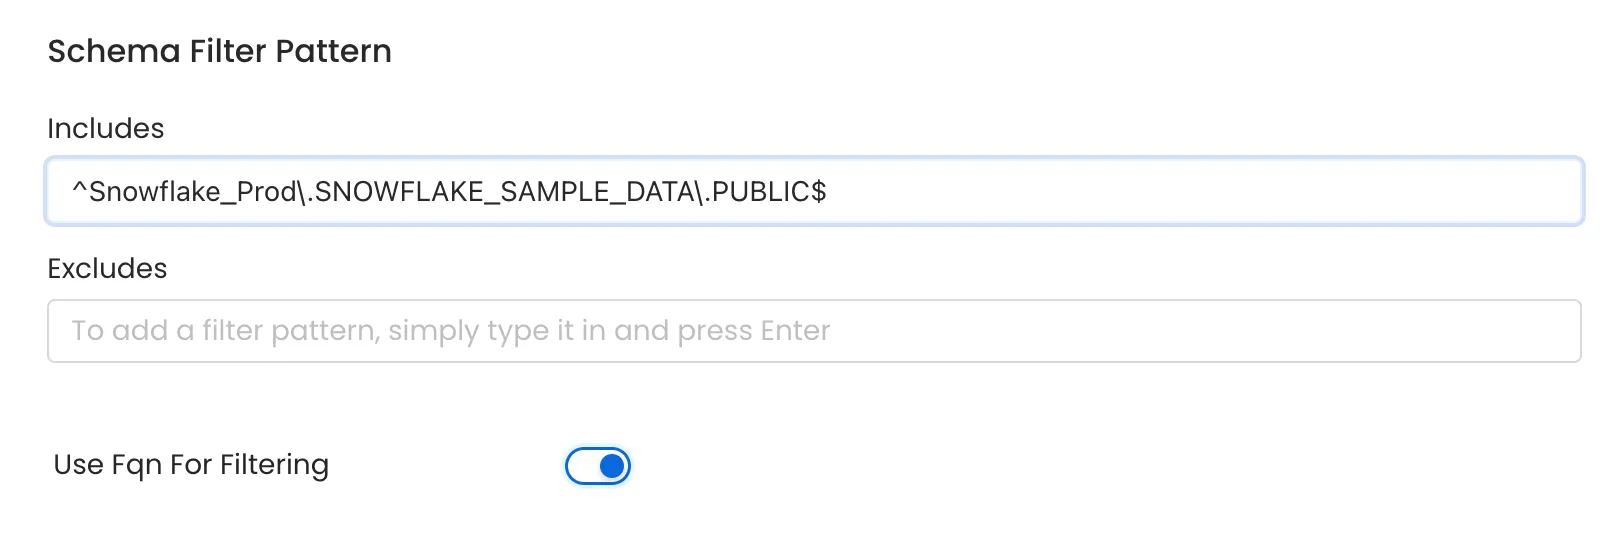 Schema Filter Pattern
Includes
^Snowflake_Prod\.SNOWFLAKE_SAMPLE_DATA\.PUBLIC$
Excludes
To add a filter pattern, simply type it in and press Enter
Use Fqn For Filtering